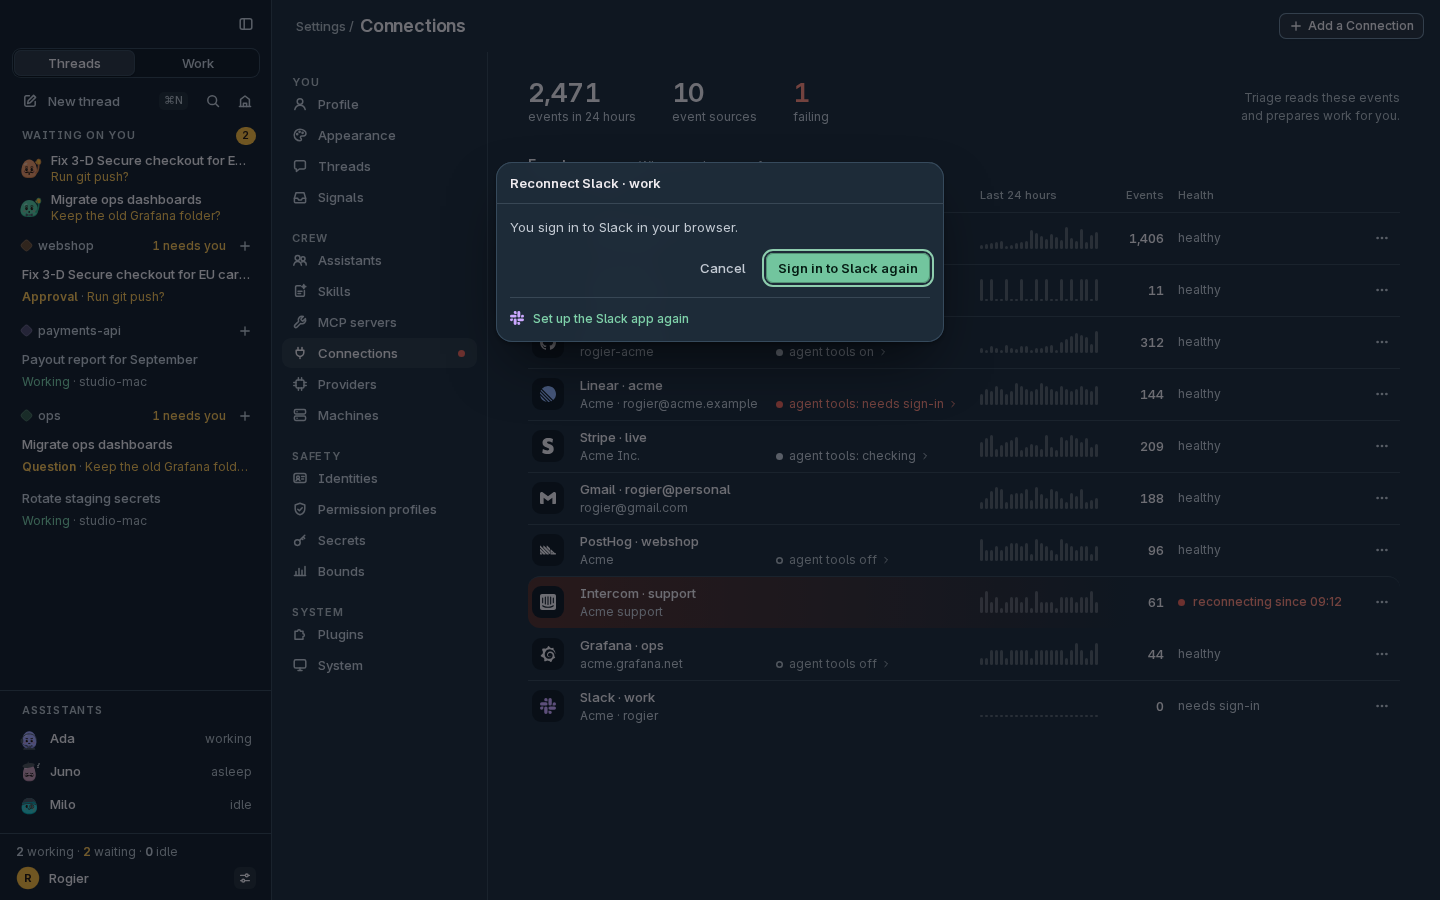 Settings / Connections
+ Add a Connection
Threads
Work
New thread
⌘N
WAITING ON YOU
2
Fix 3-D Secure checkout for E...
Run git push?
Migrate ops dashboards
Keep the old Grafana folder?
webshop
1 needs you
Fix 3-D Secure checkout for EU car...
Approval · Run git push?
payments-api
Payout report for September
Working · studio-mac
ops
1 needs you
Migrate ops dashboards
Question · Keep the old Grafana fold...
Rotate staging secrets
Working · studio-mac
ASSISTANTS
Ada
working
Juno
asleep
Milo
idle
2 working · 2 waiting · 0 idle
R
Rogier
YOU
Profile
Appearance
Threads
Signals
CREW
Assistants
Skills
MCP servers
Connections
Providers
Machines
SAFETY
Identities
Permission profiles
Secrets
Bounds
SYSTEM
Plugins
System
2,471
events in 24 hours
10
event sources
1
failing
Triage reads these events
and prepares work for you.
Reconnect Slack · work
You sign in to Slack in your browser.
Cancel
Sign in to Slack again
Set up the Slack app again
Last 24 hours
Events
Health
1,406
healthy
11
healthy
rogier-acme
agent tools on ›
312
healthy
Linear · acme
Acme · rogier@acme.example
agent tools: needs sign-in ›
144
healthy
Stripe · live
Acme Inc.
agent tools: checking ›
209
healthy
Gmail · rogier@personal
rogier@gmail.com
188
healthy
PostHog · webshop
Acme
agent tools off ›
96
healthy
Intercom · support
Acme support
61
reconnecting since 09:12
Grafana · ops
acme.grafana.net
agent tools off ›
44
healthy
Slack · work
Acme · rogier
0
needs sign-in